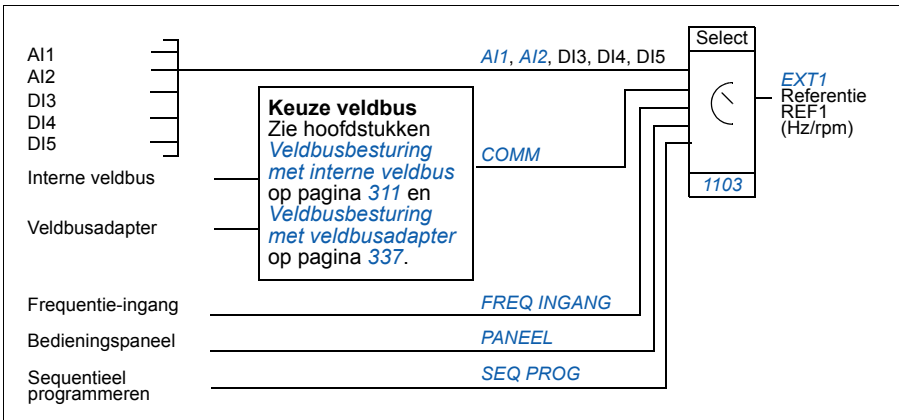 Select
AI1
AI2
DI3
DI4
DI5
AI1, AI2, DI3, DI4, DI5
EXT1
Referentie
REF1
(Hz/rpm)
Keuze veldbus
Zie hoofdstukken
Veldbusbesturing
met interne veldbus
op pagina 311 en
Veldbusbesturing
met veldbusadapter
op pagina 337.
COMM
1103
Interne veldbus
Veldbusadapter
Frequentie-ingang
FREQ INGANG
Bedieningspaneel
PANEEL
Sequentieel
programmeren
SEQ PROG